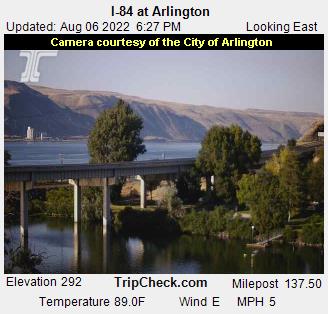 I-84 at Arlington
Updated: Aug 06 2022 6:27 PM Looking East
Camera courtesy of the City of Arlington
Elevation 292 TripCheck.com Milepost 137.50
Temperature 89.0F Wind E MPH 5